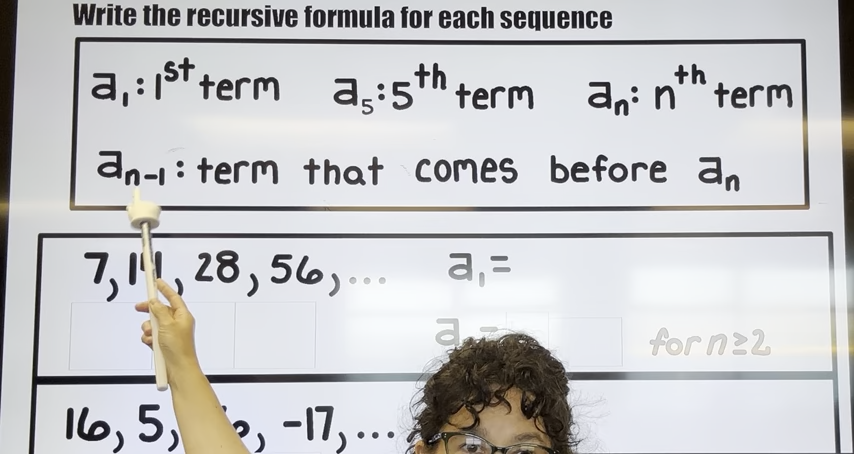 Write the recursive formula for each sequence
a₁: 1ˢᵗ term a₅: 5ᵗʰ term aₙ: nᵗʰ term
aₙ₋₁: term that comes before aₙ
7, 28, 56, ... a₁=
a = for n≥2
16, 5, -17, ...